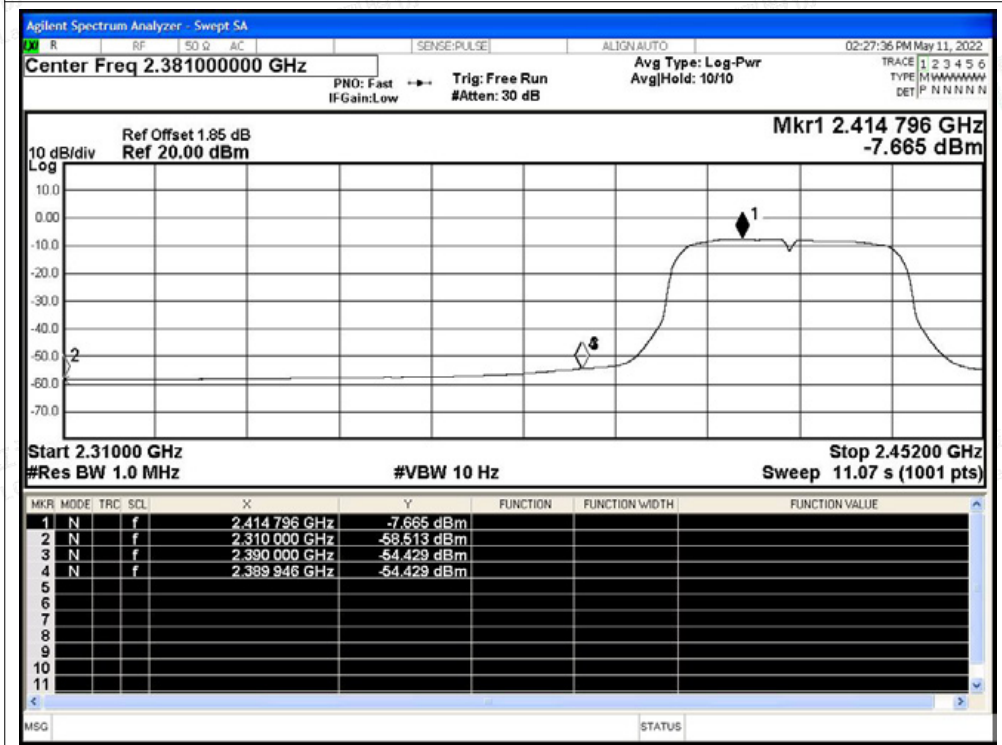 Agilent Spectrum Analyzer - Swept SA
LXI R RF 50 Ω AC SENSE:PULSE ALIGN AUTO 02:27:36 PM May 11, 2022
Center Freq 2.381000000 GHz Avg Type: Log-Pwr TRACE 1 2 3 4 5 6
PNO: Fast Trig: Free Run Avg|Hold: 10/10 TYPE M WWWWW
IFGain:Low #Atten: 30 dB DET P N N N N N
Mkr1 2.414 796 GHz
Ref Offset 1.85 dB
10 dB/div Ref 20.00 dBm -7.665 dBm
Log
10.0
0.00
1
-10.0
-20.0
-30.0
-40.0
-50.0 2
-60.0
-70.0
Start 2.31000 GHz Stop 2.45200 GHz
#Res BW 1.0 MHz #VBW 10 Hz Sweep 11.07 s (1001 pts)
MKR MODE TRC SCL X Y FUNCTION FUNCTION WIDTH FUNCTION VALUE
1 N f 2.414 796 GHz -7.665 dBm
2 N f 2.310 000 GHz -58.513 dBm
3 N f 2.390 000 GHz -54.429 dBm
4 N f 2.389 946 GHz -54.429 dBm
5
6
7
8
9
10
11
MSG STATUS